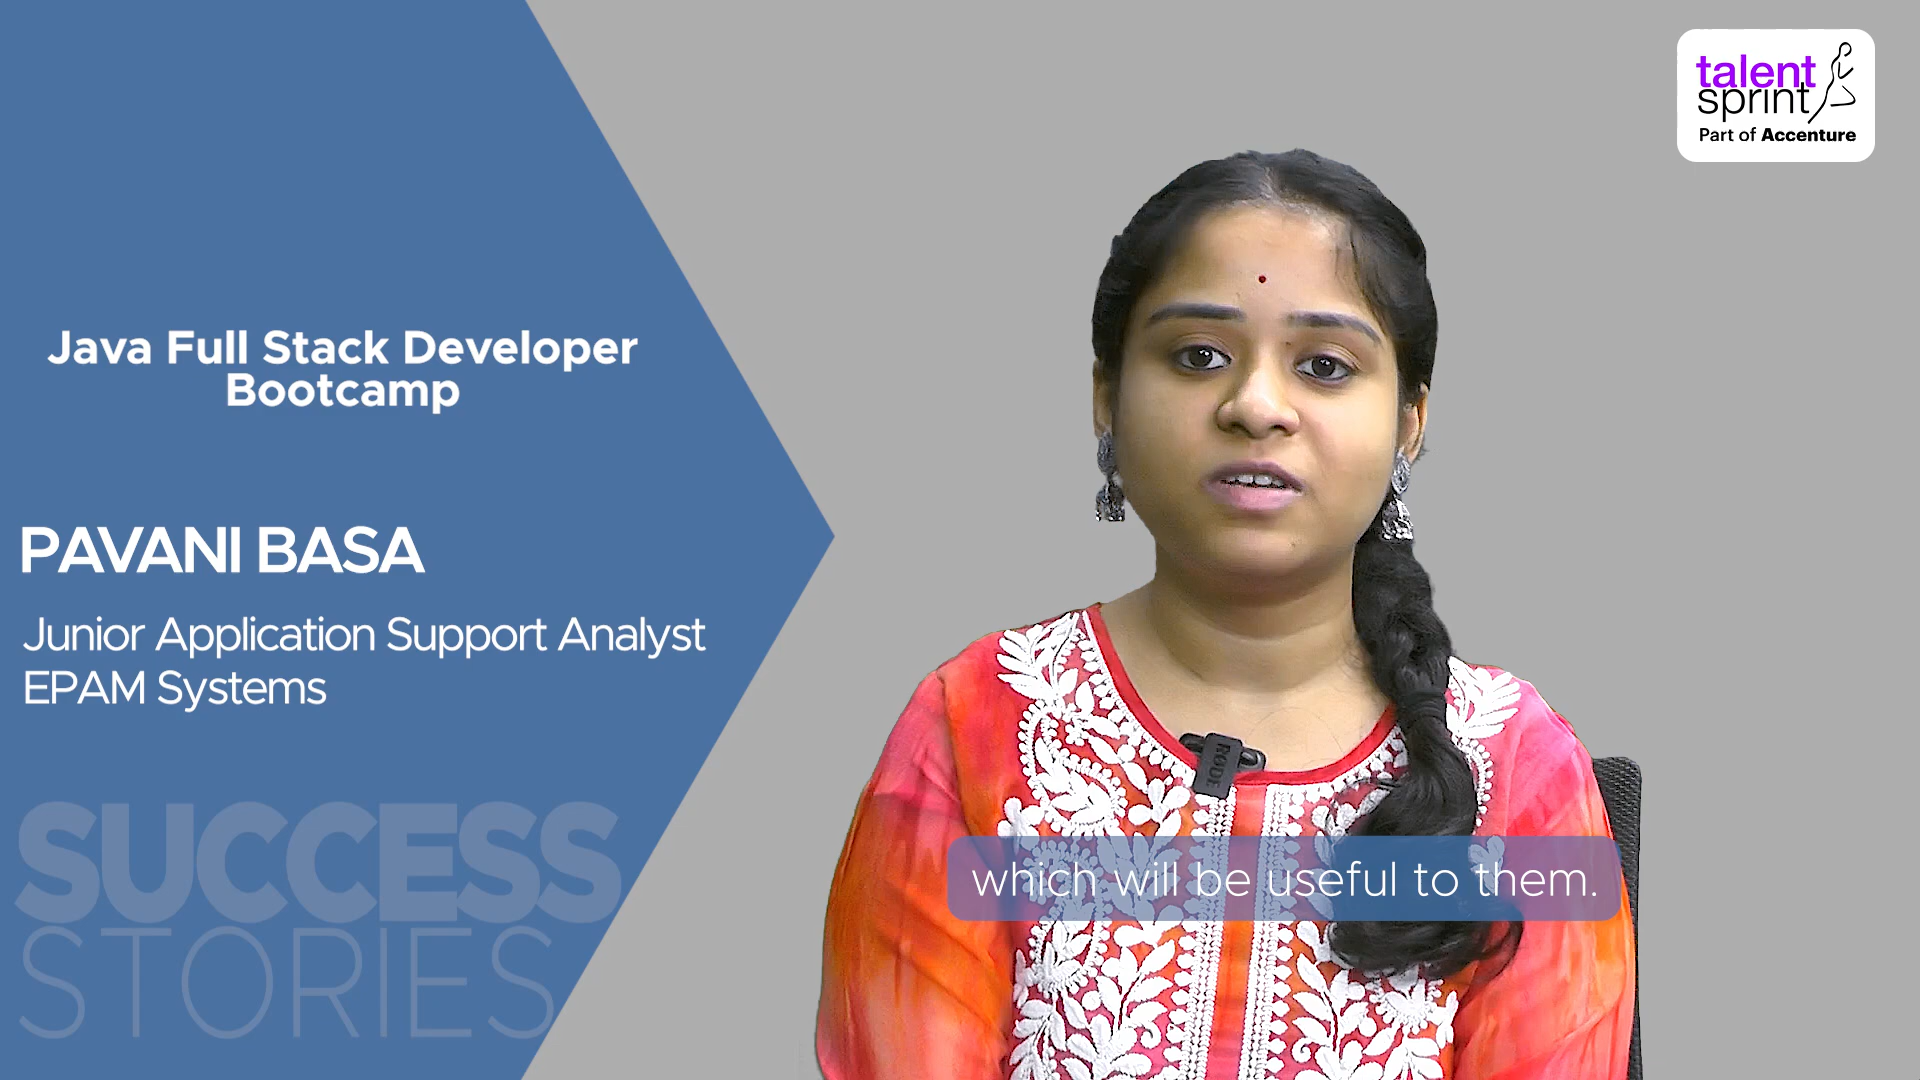 talent
sprint
Part of Accenture
Java Full Stack Developer
Bootcamp
PAVANI BASA
Junior Application Support Analyst
EPAM Systems
SUCCESS
STORIES
RODE
which will be useful to them.